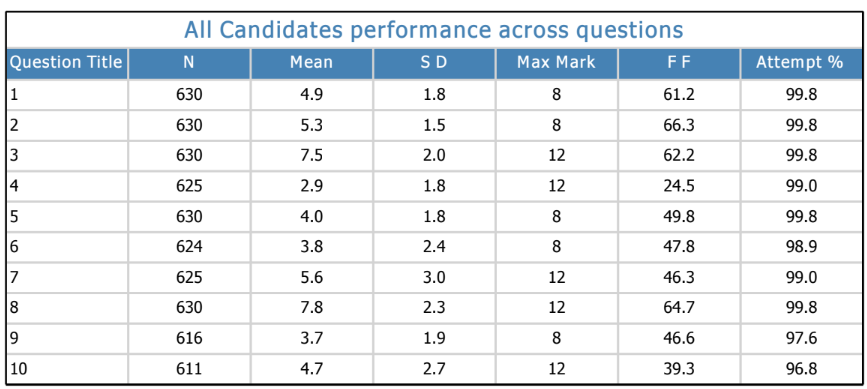 All Candidates performance across questions
Question Title N Mean S D Max Mark F F Attempt %
1 630 4.9 1.8 8 61.2 99.8
2 630 5.3 1.5 8 66.3 99.8
3 630 7.5 2.0 12 62.2 99.8
4 625 2.9 1.8 12 24.5 99.0
5 630 4.0 1.8 8 49.8 99.8
6 624 3.8 2.4 8 47.8 98.9
7 625 5.6 3.0 12 46.3 99.0
8 630 7.8 2.3 12 64.7 99.8
9 616 3.7 1.9 8 46.6 97.6
10 611 4.7 2.7 12 39.3 96.8